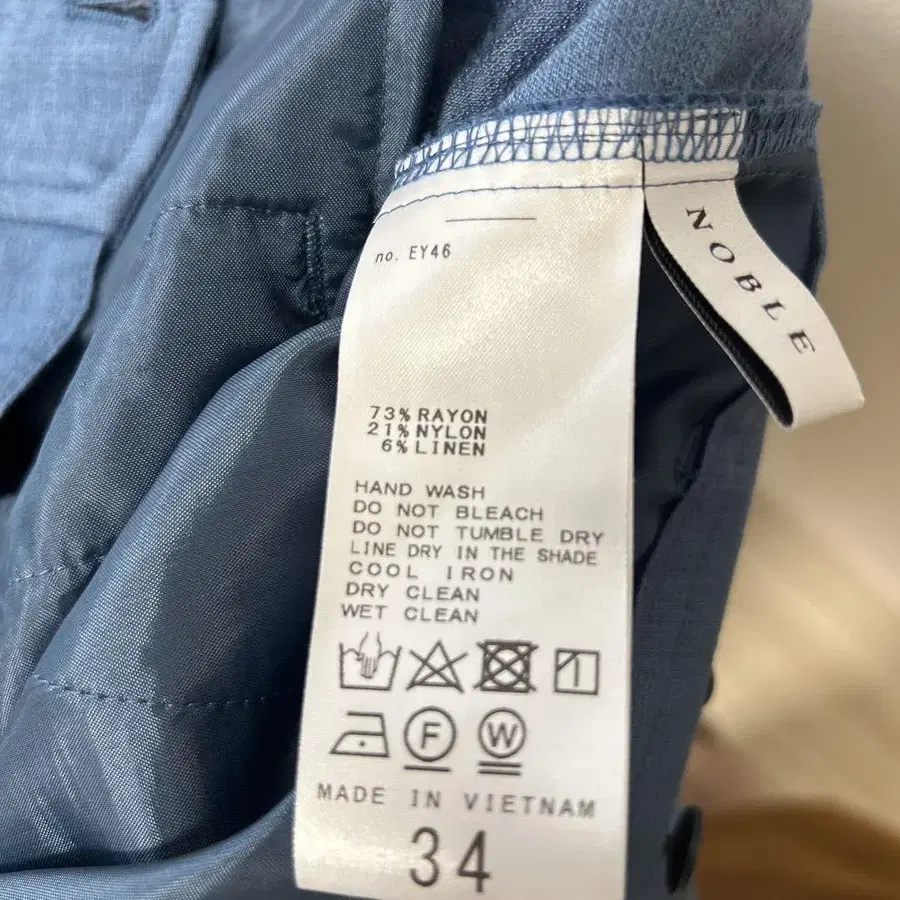 no. EY46
NOBLE
73% RAYON
21% NYLON
6% LINEN
HAND WASH
DO NOT BLEACH
DO NOT TUMBLE DRY
LINE DRY IN THE SHADE
COOL IRON
DRY CLEAN
WET CLEAN
F W
MADE IN VIETNAM
34